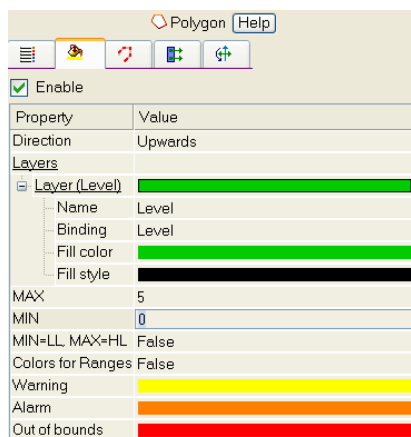 Polygon Help
Enable
Property Value
Direction Upwards
Layers
Layer (Level)
Name Level
Binding Level
Fill color
Fill style
MAX 5
MIN 0
MIN=LL, MAX=HL False
Colors for Ranges False
Warning
Alarm
Out of bounds